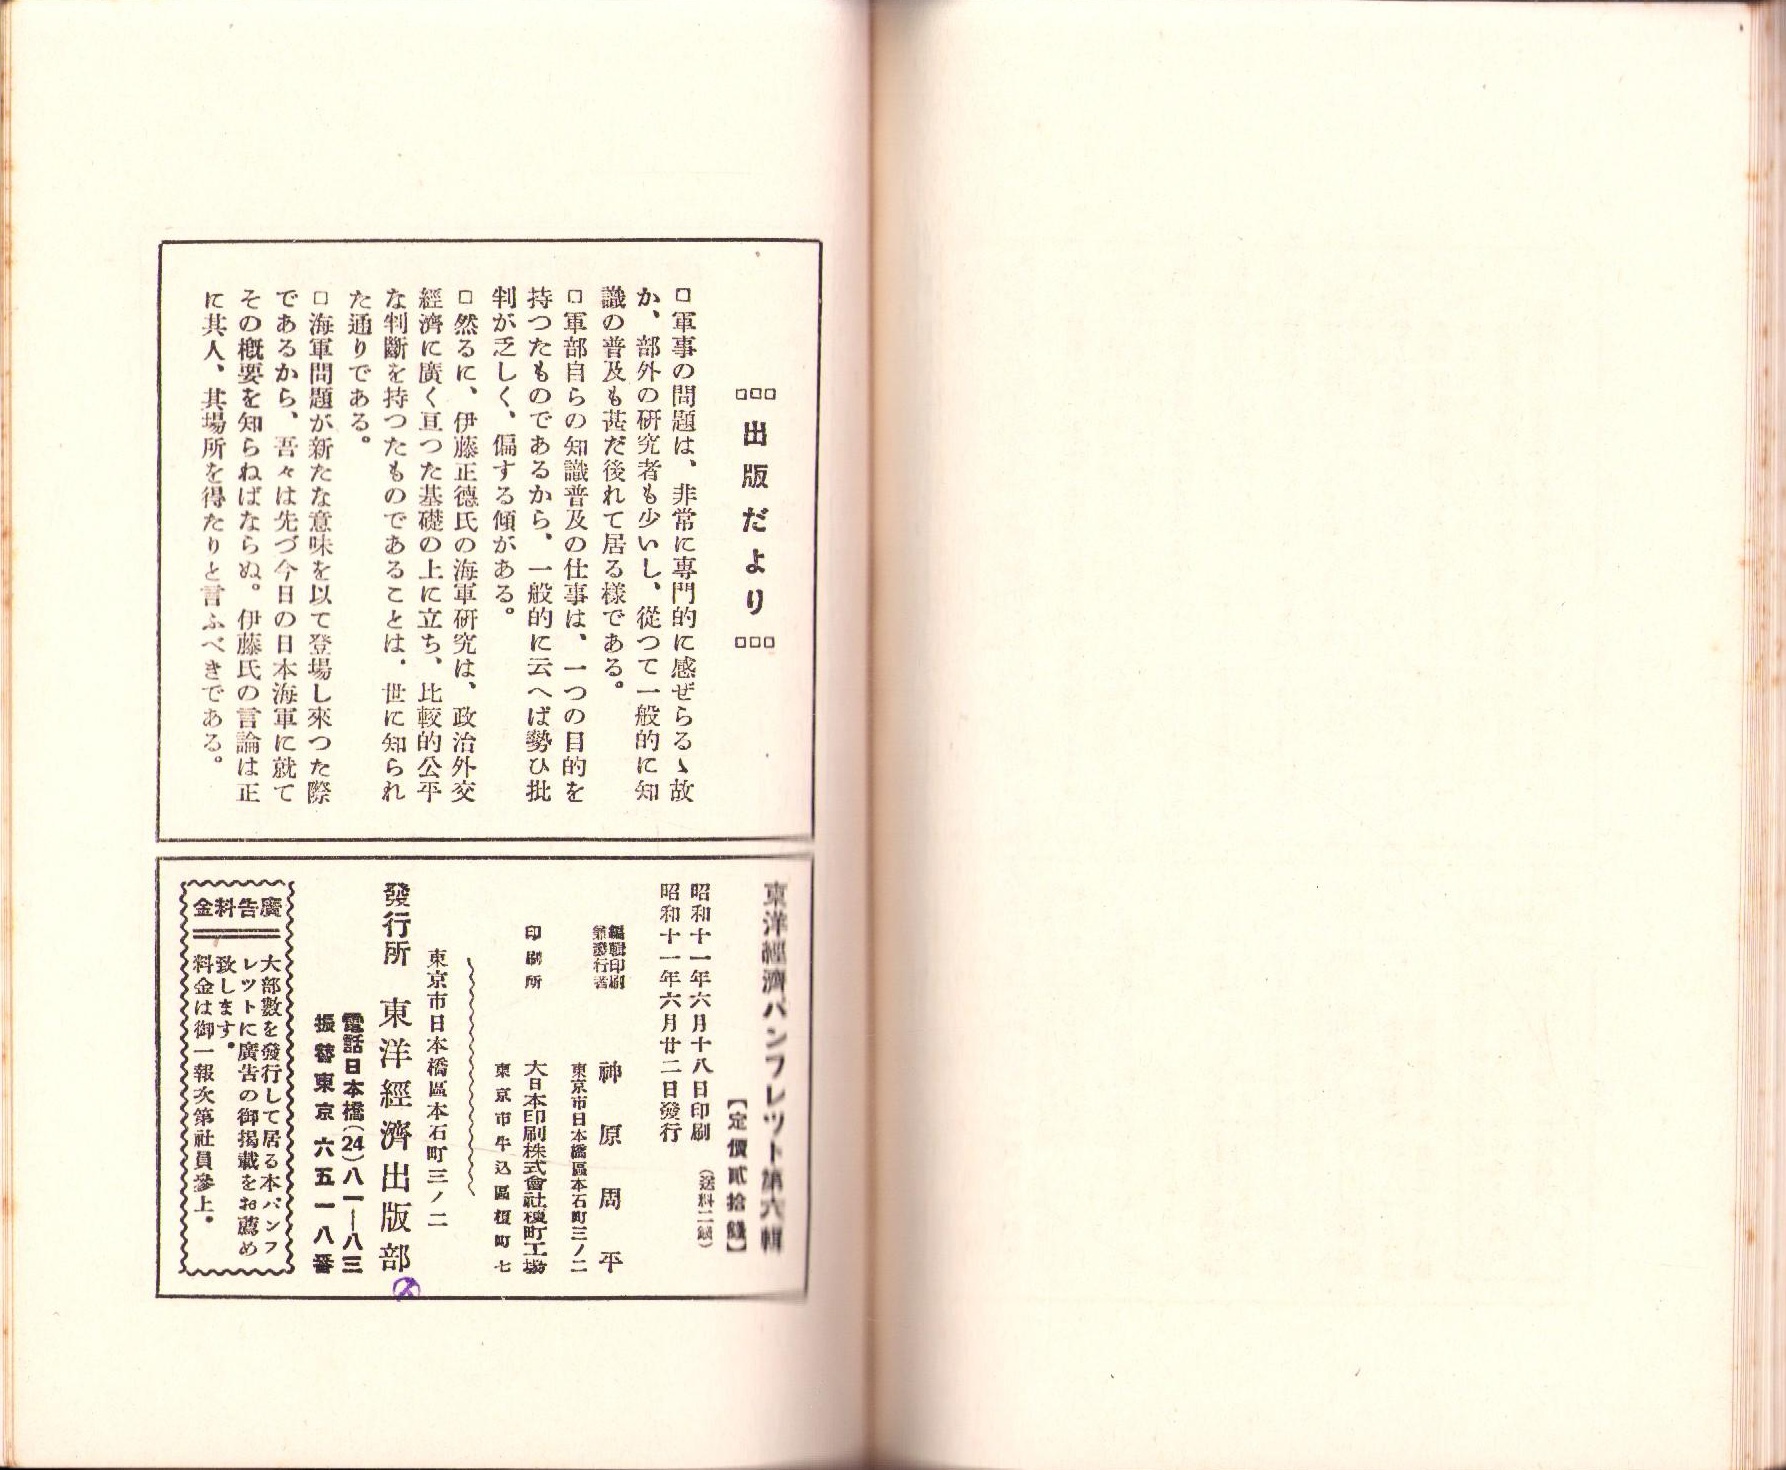 □□□出版だより□□□
□軍事の問題は、非常に専門的に感ぜらるゝ故
か、部外の研究者も少いし、從つて一般的に知
識の普及も甚だ後れて居る樣である。
□軍部自らの知識普及の仕事は、一つの目的を
持つたものであるから、一般的に云へば勢ひ批
判が乏しく、偏する傾がある。
□然るに、伊藤正德氏の海軍研究は、政治外交
經濟に廣く亘つた基礎の上に立ち、比較的公平
な判斷を持つたものであることは、世に知られ
た通りである。
□海軍問題が新たな意味を以て登場し來つた際
であるから、吾々は先づ今日の日本海軍に就て
その槪要を知らねばならぬ。伊藤氏の言論は正
に其人、其場所を得たりと言ふべきである。
東洋經濟パンフレツト第六輯
【定價貳拾錢】
(送料二錢)
昭和十一年六月十八日印刷
昭和十一年六月廿二日發行
編輯印刷
兼發行者
神原周平
東京市日本橋區本石町三ノ二
印刷所
大日本印刷株式會社榎町工場
東京市牛込區榎町七
東京市日本橋區本石町三ノ二
發行所 東洋經濟出版部
電話日本橋(24)八一―八三
振替東京六五一八番
廣告料金
大部數を發行して居る本パンフ
レツトに廣告の御揭載をお薦め
致します。
料金は御一報次第社員參上。